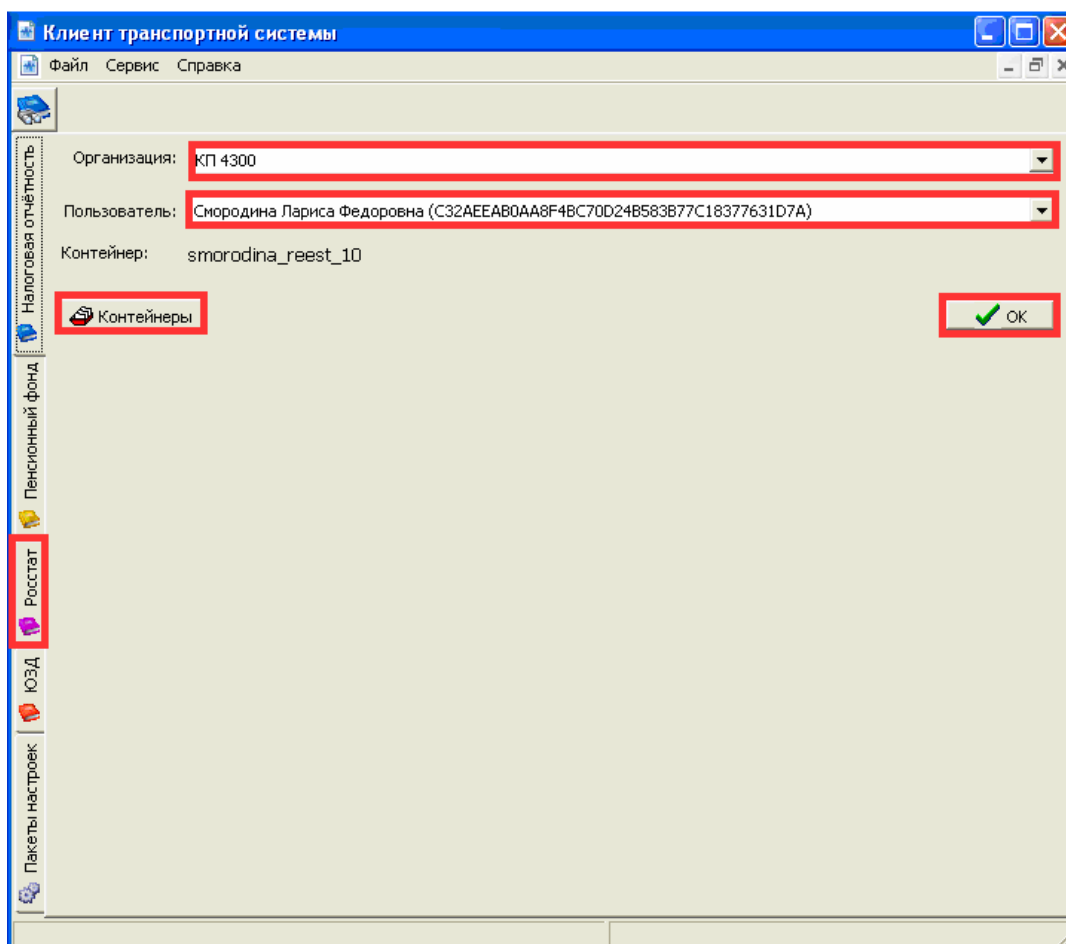 Клиент транспортной системы
Файл Сервис Справка
Организация: КП 4300
Пользователь: Смородина Лариса Федоровна (C32AEEAB0AA8F4BC70D24B583B77C18377631D7A)
Контейнер: smorodina_reest_10
Контейнеры
ОК
Налоговая отчётность
Пенсионный фонд
Росстат
ЮЗД
Пакеты настроек